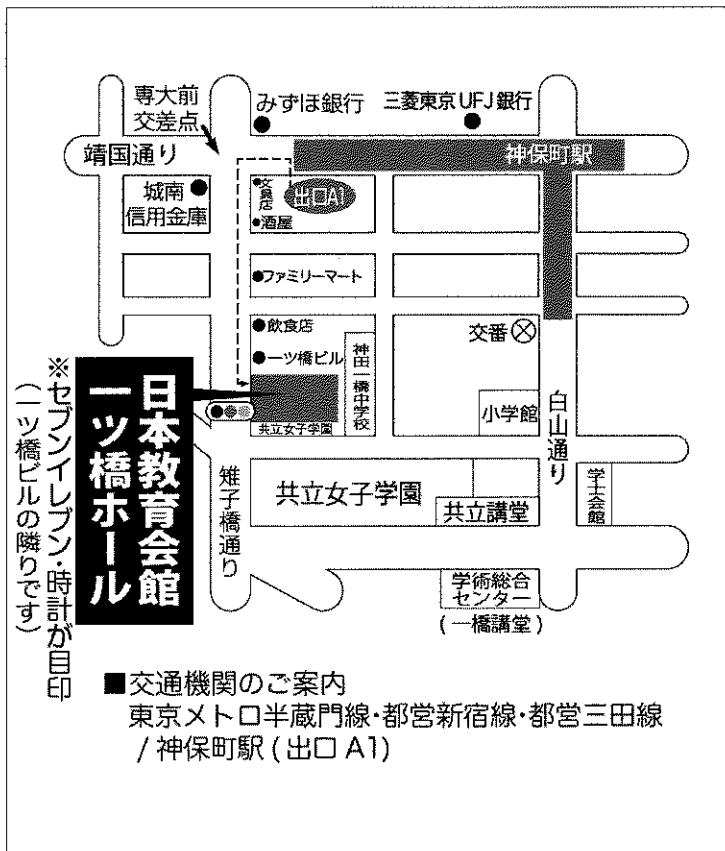 専大前
交差点
みずほ銀行
三菱東京UFJ銀行
靖国通り
神保町駅
城南
信用金庫
文具店
出口A1
酒屋
ファミリーマート
飲食店
一ツ橋ビル
神田一橋中学校
交番
小学館
白山通り
共立女子学園
日本教育会館
一ツ橋ホール
※セブンイレブン・時計が目印
(一ツ橋ビルの隣りです)
雉子橋通り
共立女子学園
共立講堂
学士会館
学術総合
センター
(一橋講堂)
■交通機関のご案内
東京メトロ半蔵門線・都営新宿線・都営三田線
/神保町駅(出口A1)